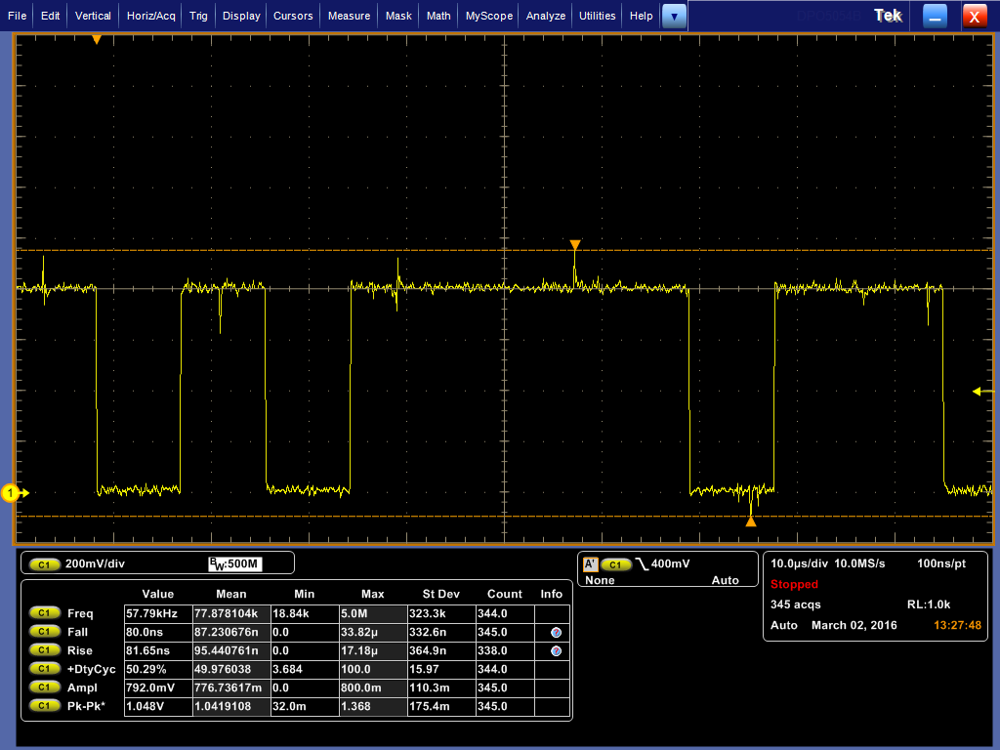 File Edit Vertical Horiz/Acq Trig Display Cursors Measure Mask Math MyScope Analyze Utilities Help Tek X
1
C1 200mV/div BW:500M
A' C1 400mV
None Auto
10.0µs/div 10.0MS/s 100ns/pt
Stopped
345 acqs RL:1.0k
Auto March 02, 2016 13:27:48
Value Mean Min Max St Dev Count Info
C1 Freq 57.79kHz 77.878104k 18.84k 5.0M 323.3k 344.0
C1 Fall 80.0ns 87.230676n 0.0 33.82µ 332.6n 345.0
C1 Rise 81.65ns 95.440761n 0.0 17.18µ 364.9n 338.0
C1 +DtyCyc 50.29% 49.976038 3.684 100.0 15.97 344.0
C1 Ampl 792.0mV 776.73617m 0.0 800.0m 110.3m 345.0
C1 Pk-Pk* 1.048V 1.0419108 32.0m 1.368 175.4m 345.0